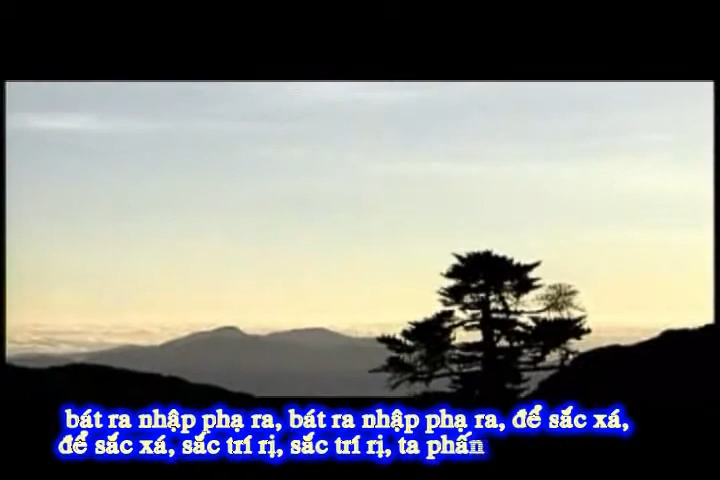 bát ra nhập phạ ra, bát ra nhập phạ ra, để sắc xá,
để sắc xá, sắc trí rị, sắc trí rị, ta phấn